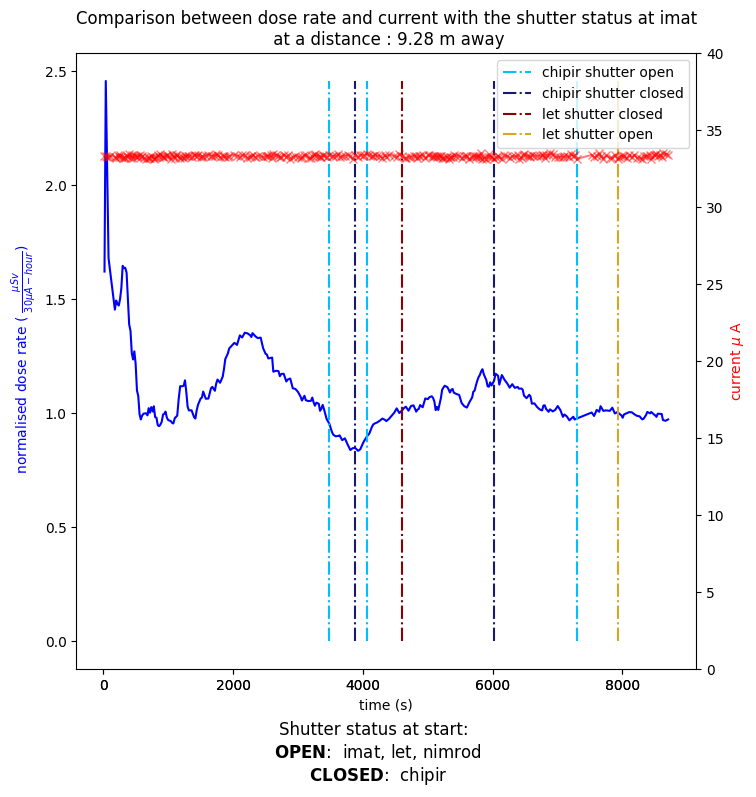 Comparison between dose rate and current with the shutter status at imat
at a distance : 9.28 m away
chipir shutter open
chipir shutter closed
let shutter closed
let shutter open
2.5
2.0
1.5
1.0
0.5
0.0
normalised dose rate ( μSv / 30μA − hour )
40
35
30
25
20
15
10
5
0
current μ A
0 2000 4000 6000 8000
time (s)
Shutter status at start:
OPEN: imat, let, nimrod
CLOSED: chipir